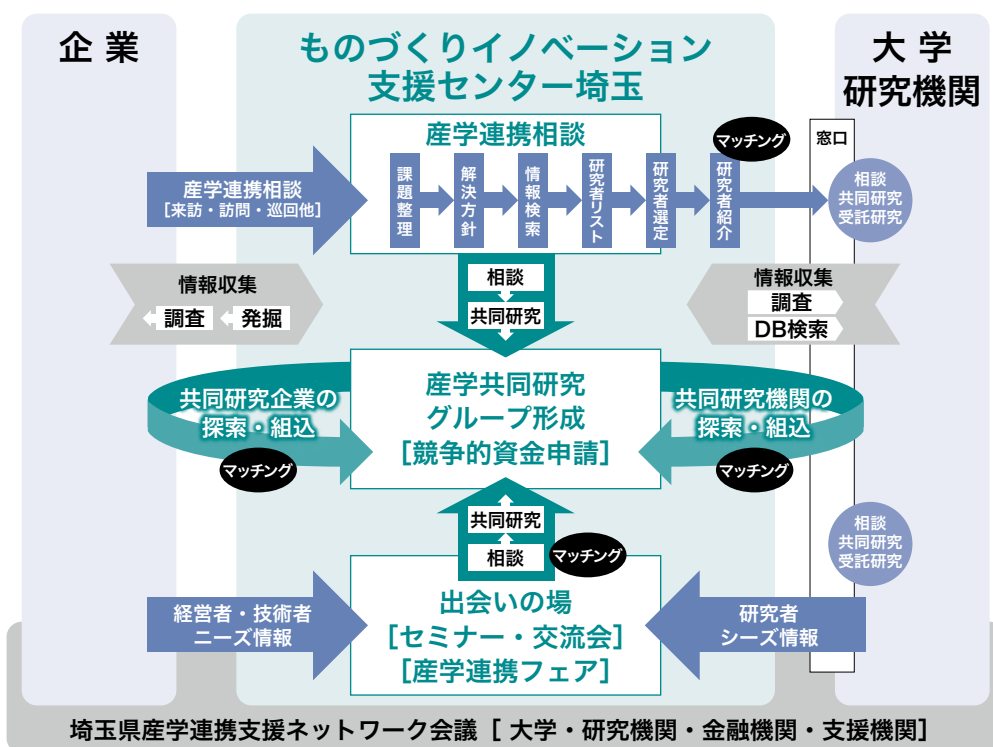 企業
ものづくりイノベーション
支援センター埼玉
大学
研究機関
産学連携相談
マッチング
窓口
産学連携相談
[来訪・訪問・巡回他]
課題整理
解決方針
情報検索
研究者リスト
研究者選定
研究者紹介
相談
共同研究
受託研究
情報収集
調査
発掘
相談
共同研究
情報収集
調査
DB検索
共同研究企業の
探索・組込
マッチング
産学共同研究
グループ形成
[競争的資金申請]
共同研究機関の
探索・組込
マッチング
共同研究
相談
マッチング
相談
共同研究
受託研究
経営者・技術者
ニーズ情報
出会いの場
[セミナー・交流会]
[産学連携フェア]
研究者
シーズ情報
埼玉県産学連携支援ネットワーク会議 [ 大学・研究機関・金融機関・支援機関]